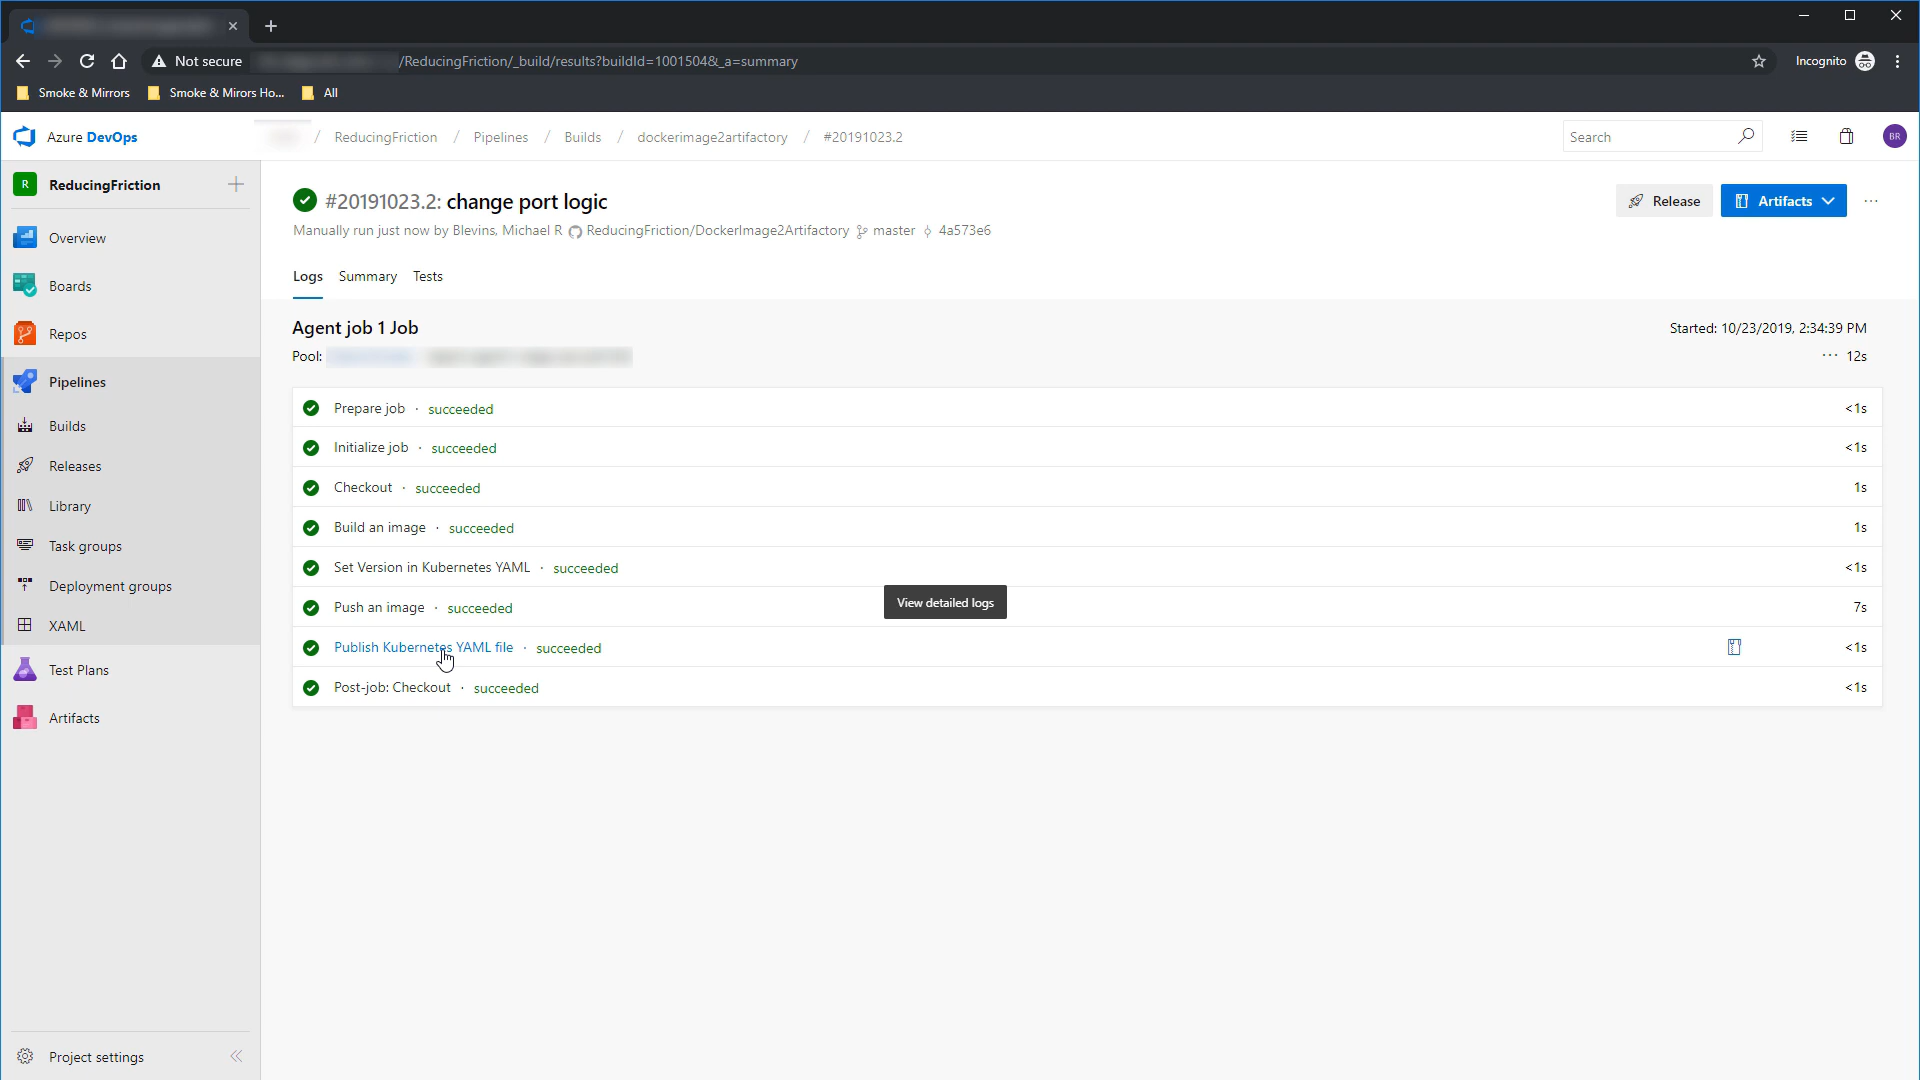 Not secure
/ReducingFriction/_build/results?buildId=1001504&_a=summary
Incognito
Smoke & Mirrors
Smoke & Mirors Ho...
All
Azure DevOps
/ ReducingFriction / Pipelines / Builds / dockerimage2artifactory / #20191023.2
Search
BR
R ReducingFriction
Overview
Boards
Repos
Pipelines
Builds
Releases
Library
Task groups
Deployment groups
XAML
Test Plans
Artifacts
Project settings
#20191023.2: change port logic
Release
Artifacts
Manually run just now by Blevins, Michael R ReducingFriction/DockerImage2Artifactory master 4a573e6
Logs Summary Tests
Agent job 1 Job
Started: 10/23/2019, 2:34:39 PM
Pool:
··· 12s
Prepare job · succeeded <1s
Initialize job · succeeded <1s
Checkout · succeeded 1s
Build an image · succeeded 1s
Set Version in Kubernetes YAML · succeeded <1s
View detailed logs
Push an image · succeeded 7s
Publish Kubernetes YAML file · succeeded <1s
Post-job: Checkout · succeeded <1s